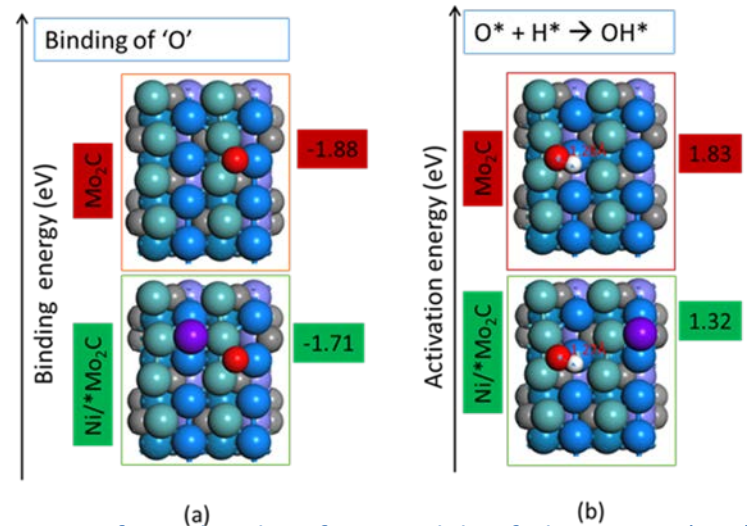 Binding of 'O'
Binding energy (eV)
Mo₂C
-1.88
Ni/*Mo₂C
-1.71
(a)
O* + H* → OH*
Activation energy (eV)
Mo₂C
1.83
Ni/*Mo₂C
1.32
(b)